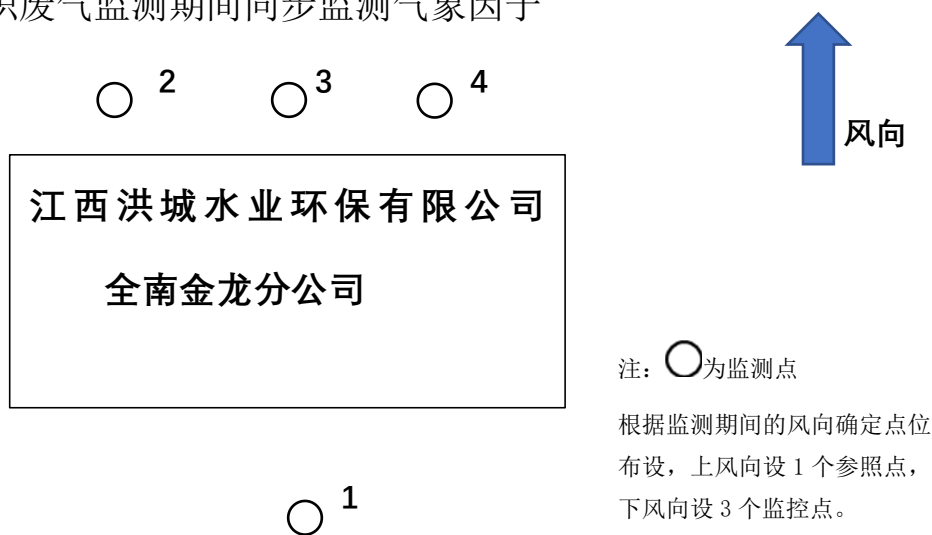 织废气监测期间同步监测气象因子
2 3 4
风向
江西洪城水业环保有限公司
全南金龙分公司
注：为监测点
根据监测期间的风向确定点位
布设，上风向设 1 个参照点，
下风向设 3 个监控点。
1